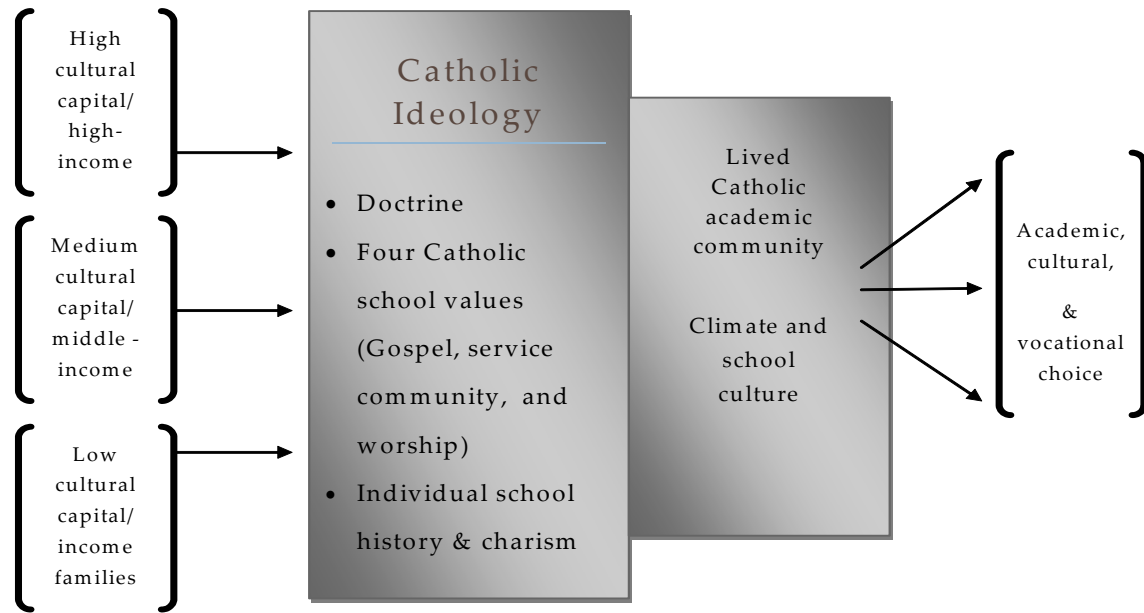 High
cultural
capital/
high-
income
Medium
cultural
capital/
middle -
income
Low
cultural
capital/
income
families
Catholic
Ideology
• Doctrine
• Four Catholic
school values
(Gospel, service
community, and
worship)
• Individual school
history & charism
Lived
Catholic
academic
community
Climate and
school
culture
Academic,
cultural,
&
vocational
choice